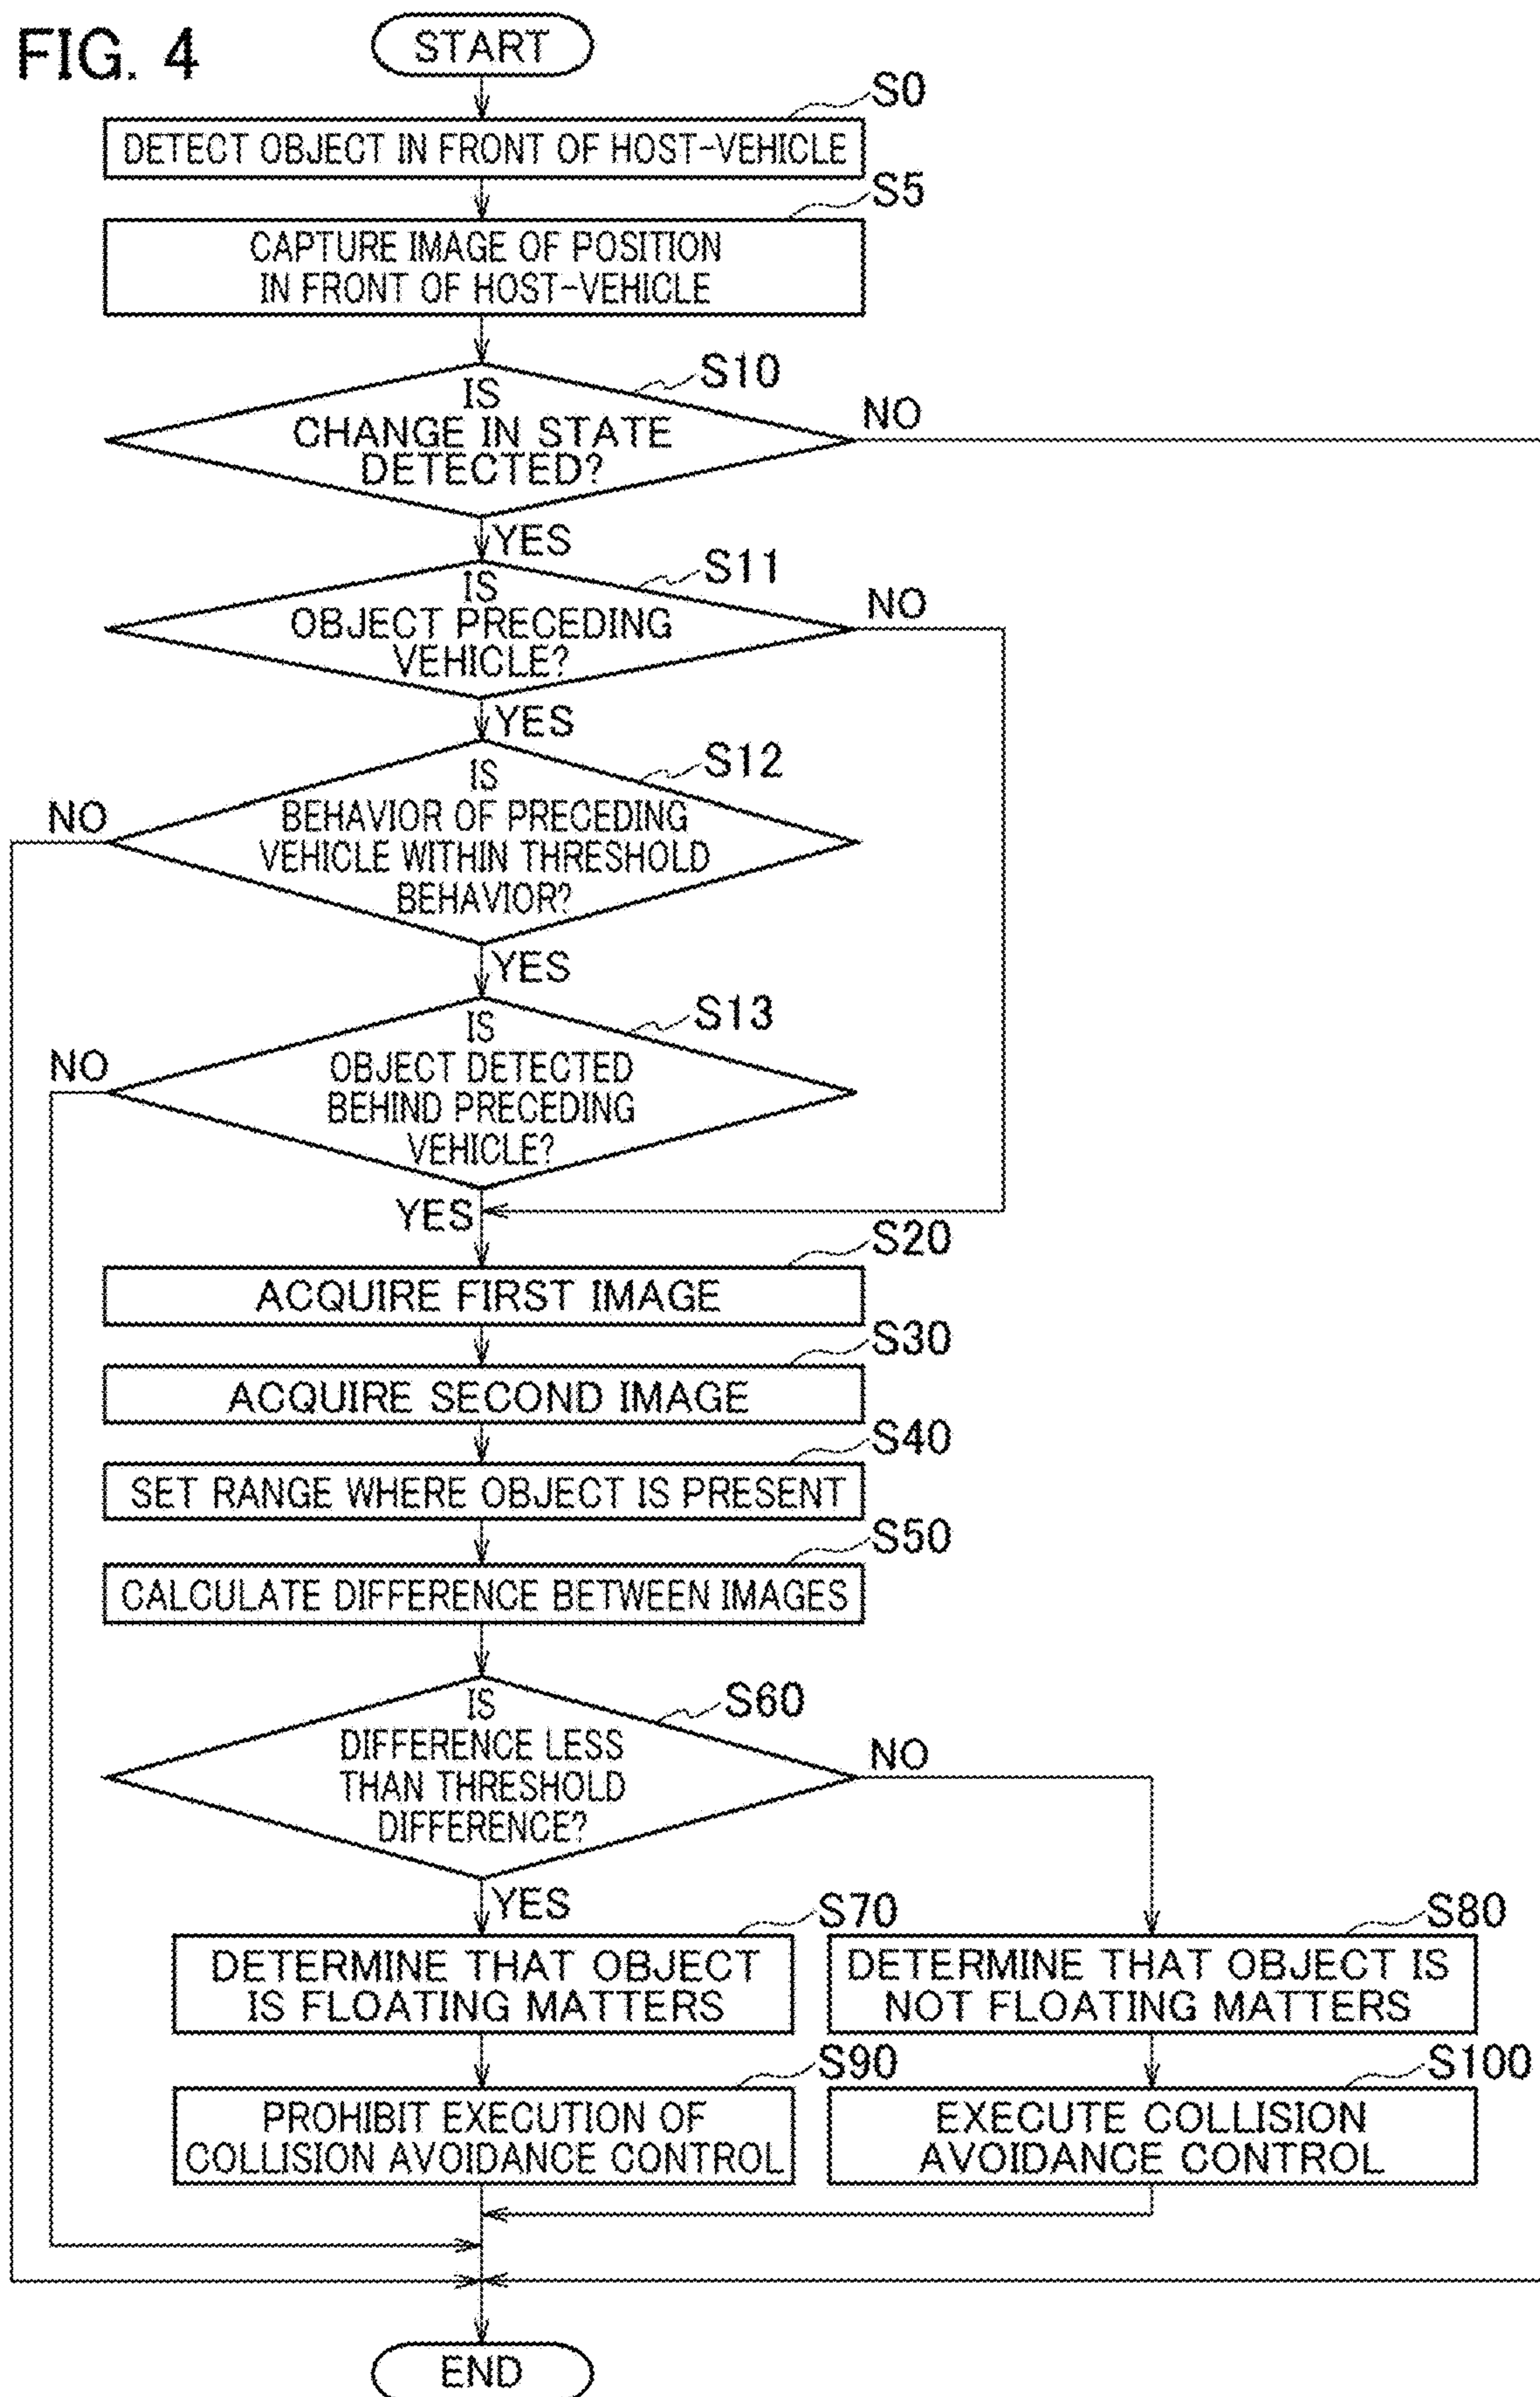 FIG. 4
START
S0
DETECT OBJECT IN FRONT OF HOST-VEHICLE
S5
CAPTURE IMAGE OF POSITION
IN FRONT OF HOST-VEHICLE
S10
IS
CHANGE IN STATE
DETECTED?
NO
YES
S11
IS
OBJECT PRECEDING
VEHICLE?
NO
YES
S12
IS
BEHAVIOR OF PRECEDING
VEHICLE WITHIN THRESHOLD
BEHAVIOR?
NO
YES
S13
IS
OBJECT DETECTED
BEHIND PRECEDING
VEHICLE?
NO
YES
S20
ACQUIRE FIRST IMAGE
S30
ACQUIRE SECOND IMAGE
S40
SET RANGE WHERE OBJECT IS PRESENT
S50
CALCULATE DIFFERENCE BETWEEN IMAGES
S60
IS
DIFFERENCE LESS
THAN THRESHOLD
DIFFERENCE?
NO
YES
S70
DETERMINE THAT OBJECT
IS FLOATING MATTERS
S80
DETERMINE THAT OBJECT IS
NOT FLOATING MATTERS
S90
PROHIBIT EXECUTION OF
COLLISION AVOIDANCE CONTROL
S100
EXECUTE COLLISION
AVOIDANCE CONTROL
END